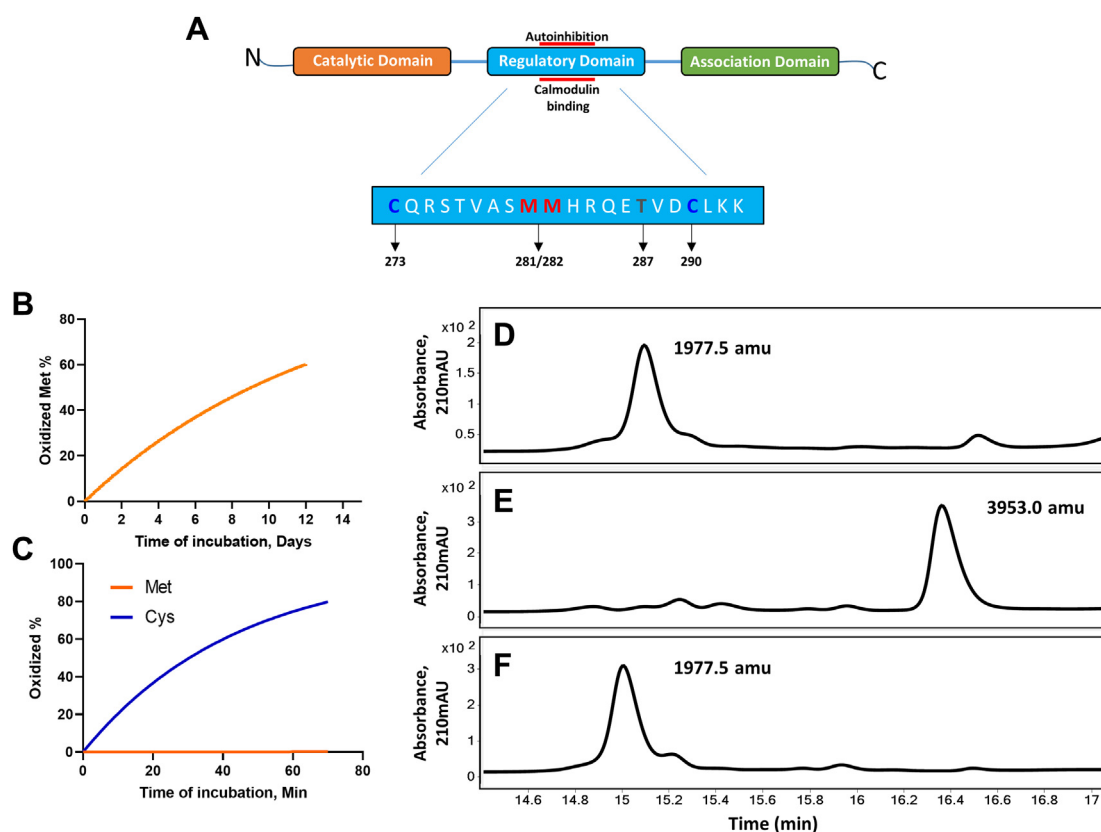 A
Autoinhibition
N
Catalytic Domain
Regulatory Domain
Association Domain
C
Calmodulin
binding
C Q R S T V A S M M H R Q E T V D C L K K
273
281/282
287
290
B
80
60
40
20
0
Oxidized Met %
0 2 4 6 8 10 12 14
Time of incubation, Days
C
100
80
60
40
20
0
Oxidized %
Met
Cys
0 20 40 60 80
Time of incubation, Min
D
x10 2
2
1.5
1
0.5
Absorbance,
210mAU
1977.5 amu
E
x10 2
3
2
1
0
Absorbance,
210mAU
3953.0 amu
F
x10 2
3
2
1
0
Absorbance,
210mAU
1977.5 amu
14.6 14.8 15 15.2 15.4 15.6 15.8 16 16.2 16.4 16.6 16.8 17
Time (min)